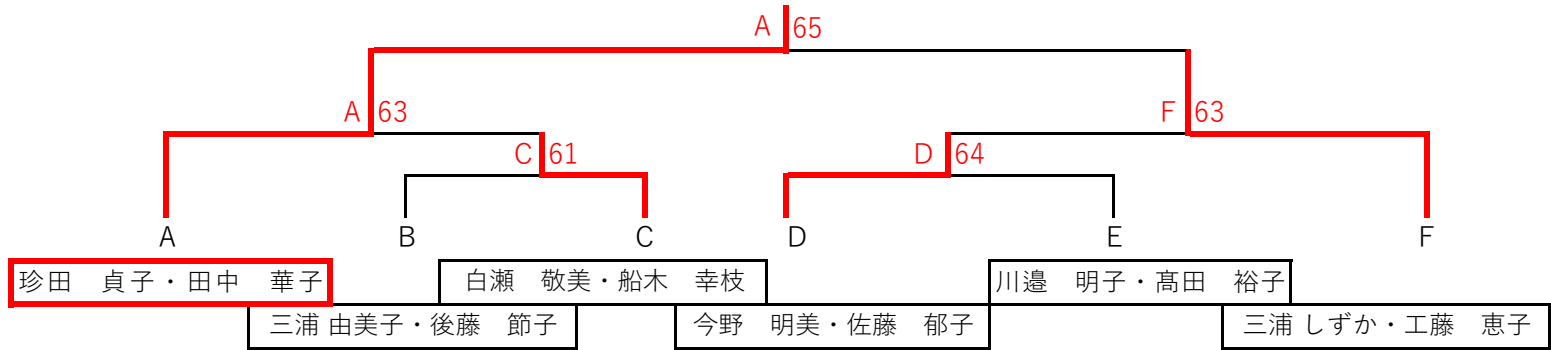 A 65
A 63 F 63
C 61 D 64
A B C D E F
珍田　貞子・田中　華子 白瀬　敬美・船木　幸枝 川邉　明子・髙田　裕子
三浦 由美子・後藤　節子 今野　明美・佐藤　郁子 三浦 しずか・工藤　恵子